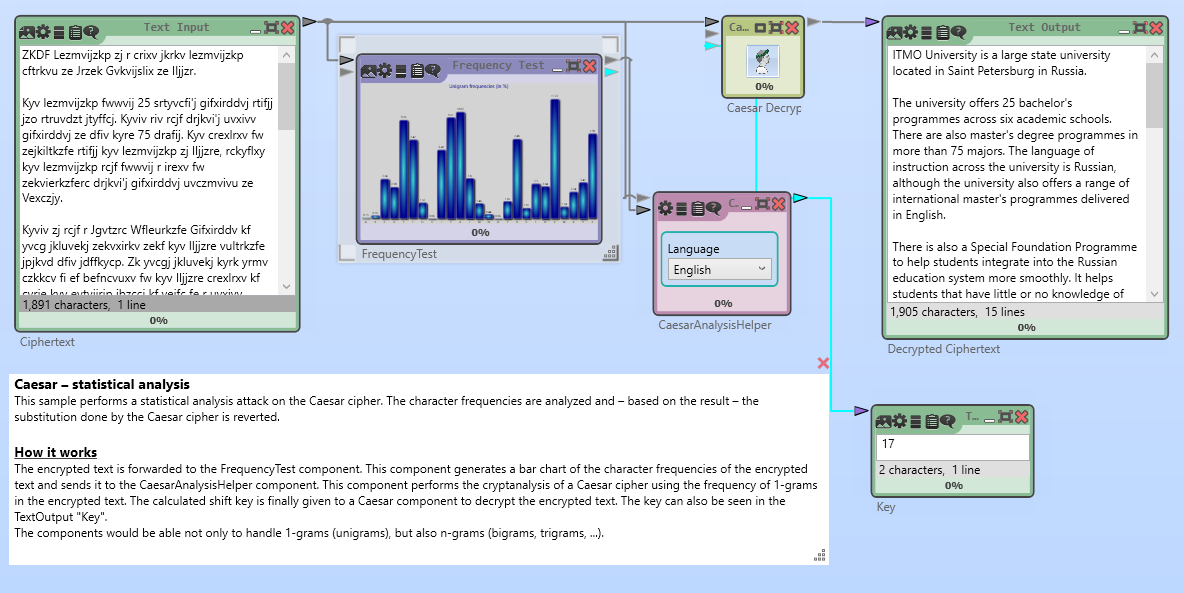 Text Input
ZKDF Lezmvijzkp zj r crixv jkrkv lezmvijzkp
cftrkvu ze Jrzek Gvkvijslix ze Iljjzr.
Kyv lezmvijzkp fwwvij 25 srtyvcfi'j gifxirddvj rtifjj
jzo rtruvdzt jtyffcj. Kyviv riv rcjf drjkvi'j uvxivv
gifxirddvj ze dfiv kyre 75 drafij. Kyv crexlrxv fw
zejkiltkzfe rtifjj kyv lezmvijzkp zj Iljjzre, rckyflxy
kyv lezmvijzkp rcjf fwwvij r irexv fw
zekvierkzferc drjkvi'j gifxirddvj uvczmvivu ze
Vexczjy.
Kyviv zj rcjf r Jgvtzrc Wfleurkzfe Gifxirddv kf
yvcg jkluvekj zekvxirkv zekf kyv Iljjzre vultrkzfe
jpjkvd dfiv jdffkycp. Zk yvcgj jkluvekj kyrk yrmv
czkkcv fi ef befncvuxv fw kyv Iljjzre crexlrxv kf
1,891 characters,  1 line
0%
Ciphertext
Frequency Test
Unigram frequencies (in %)
0%
FrequencyTest
Ca...
0%
Caesar Decryp
C...
Language
English
0%
CaesarAnalysisHelper
Text Output
ITMO University is a large state university
located in Saint Petersburg in Russia.
The university offers 25 bachelor's
programmes across six academic schools.
There are also master's degree programmes in
more than 75 majors. The language of
instruction across the university is Russian,
although the university also offers a range of
international master's programmes delivered
in English.
There is also a Special Foundation Programme
to help students integrate into the Russian
education system more smoothly. It helps
students that have little or no knowledge of
1,905 characters,  15 lines
0%
Decrypted Ciphertext
Caesar – statistical analysis
This sample performs a statistical analysis attack on the Caesar cipher. The character frequencies are analyzed and – based on the result – the
substitution done by the Caesar cipher is reverted.
How it works
The encrypted text is forwarded to the FrequencyTest component. This component generates a bar chart of the character frequencies of the encrypted
text and sends it to the CaesarAnalysisHelper component. This component performs the cryptanalysis of a Caesar cipher using the frequency of 1-grams
in the encrypted text. The calculated shift key is finally given to a Caesar component to decrypt the encrypted text. The key can also be seen in the
TextOutput "Key".
The components would be able not only to handle 1-grams (unigrams), but also n-grams (bigrams, trigrams, ...).
T...
17
2 characters,  1 line
0%
Key